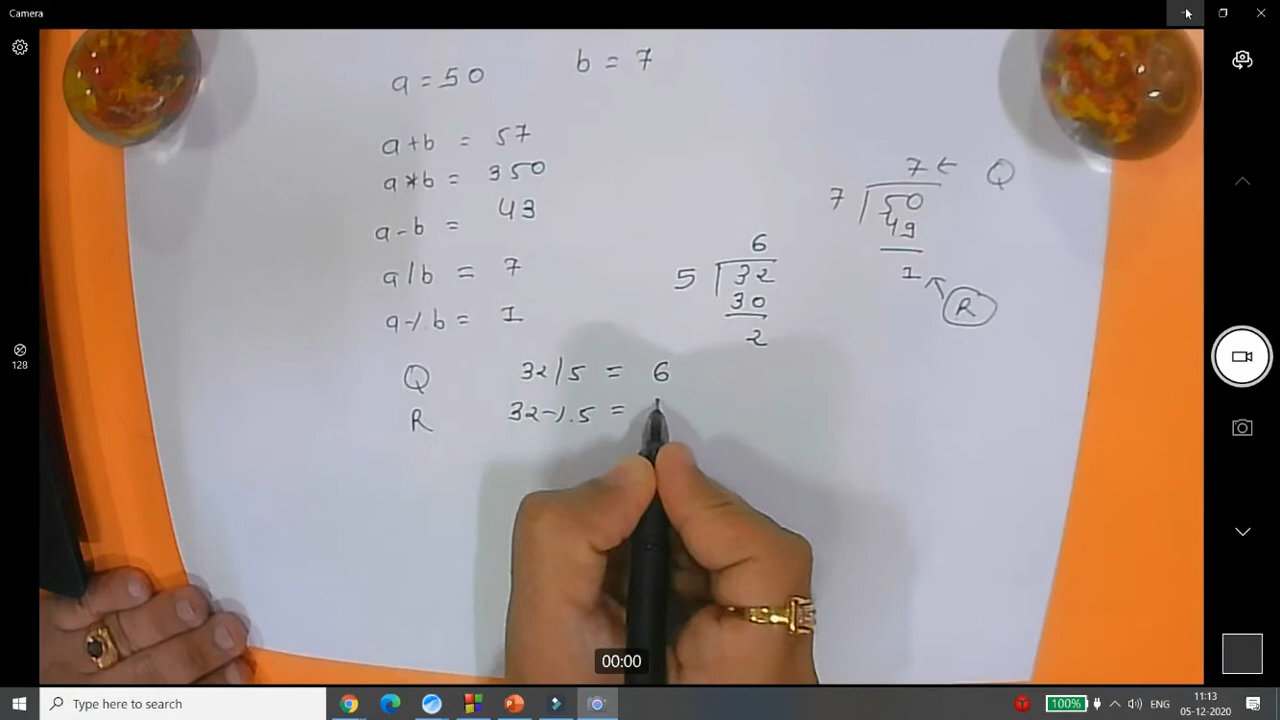 Camera
a = 50 b = 7
a+b = 57
a*b = 350
a-b = 43
a/b = 7
a-/.b = 1
7 ← Q
7 50
49
1
R
6
5 32
30
2
Q 32/5 = 6
R 32-/.5 =
128
00:00
Type here to search
100%
ENG
11:13
05-12-2020